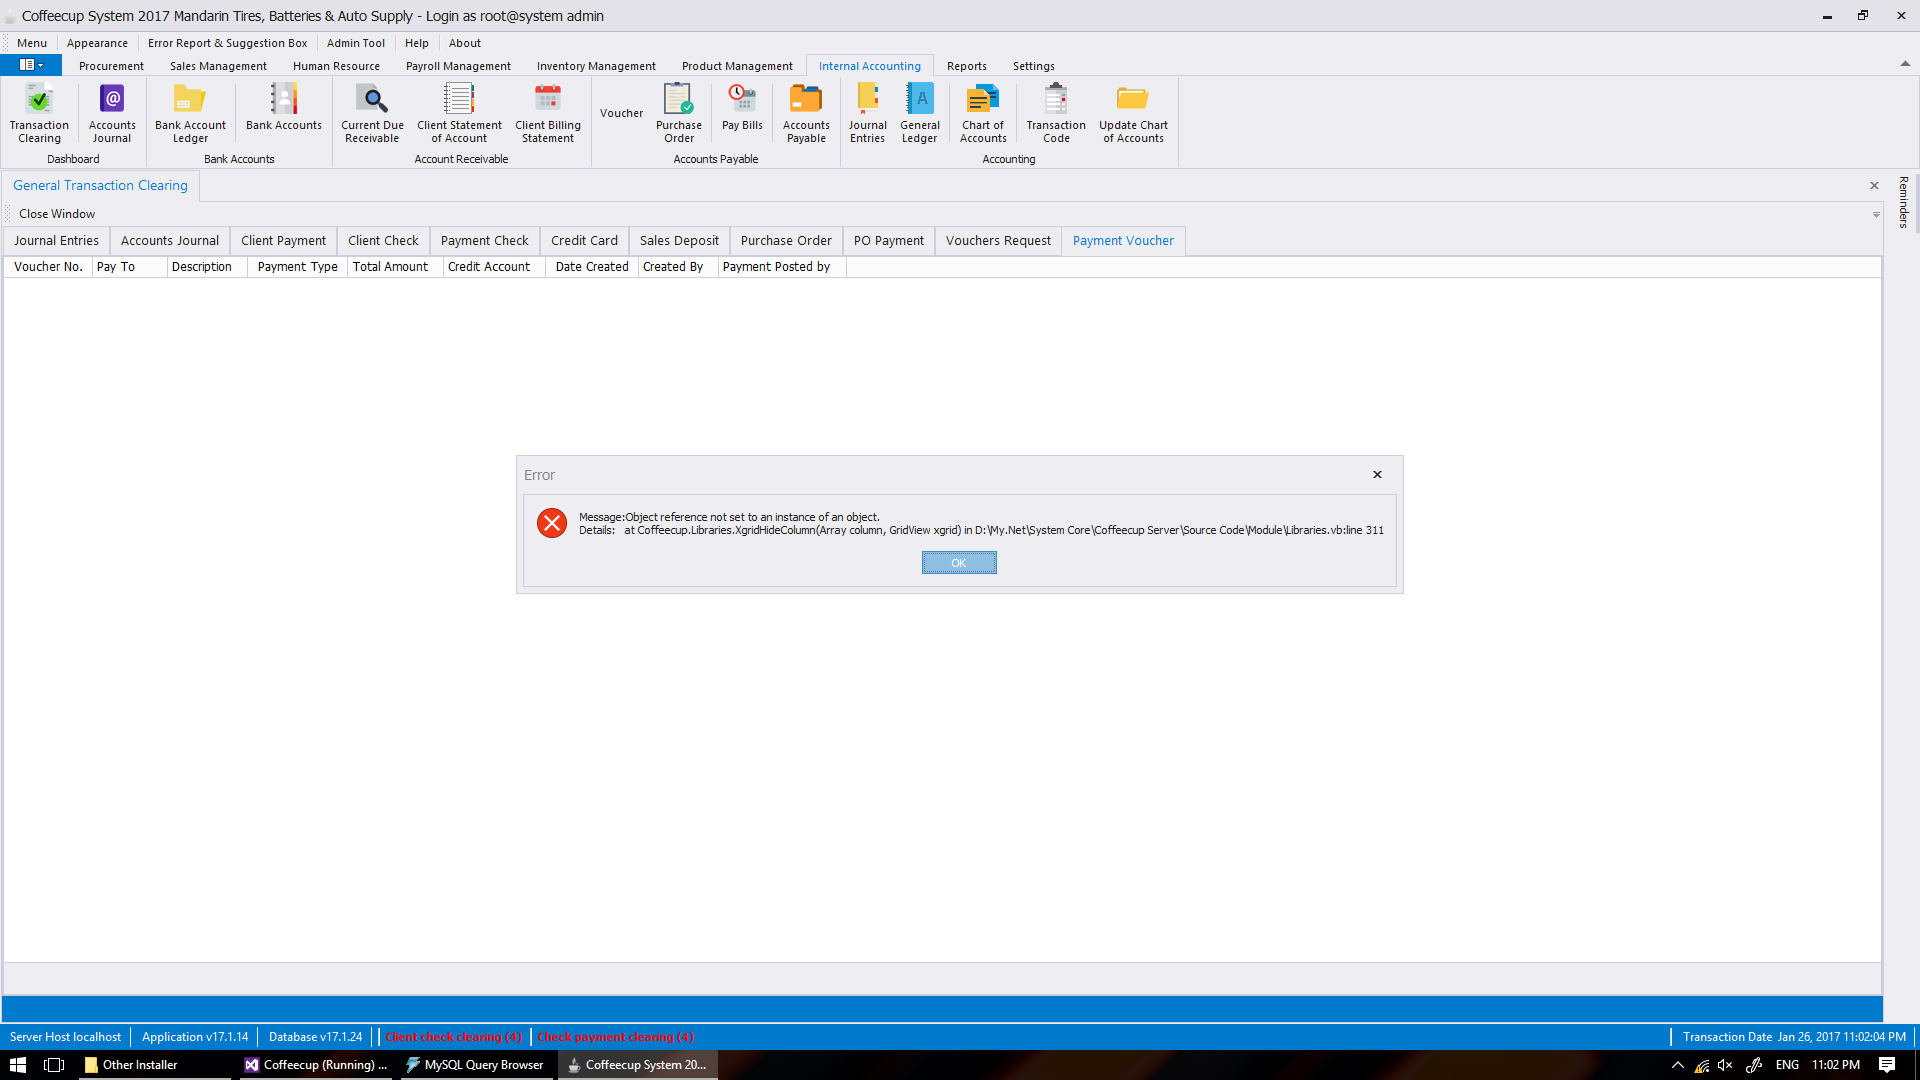 Coffeecup System 2017 Mandarin Tires, Batteries & Auto Supply - Login as root@system admin
Menu Appearance Error Report & Suggestion Box Admin Tool Help About
Procurement Sales Management Human Resource Payroll Management Inventory Management Product Management Internal Accounting Reports Settings
Transaction Clearing
Accounts Journal
Dashboard
Bank Account Ledger
Bank Accounts
Bank Accounts
Current Due Receivable
Client Statement of Account
Client Billing Statement
Account Receivable
Voucher
Purchase Order
Pay Bills
Accounts Payable
Accounts Payable
Journal Entries
General Ledger
Chart of Accounts
Transaction Code
Update Chart of Accounts
Accounting
General Transaction Clearing
Reminders
Close Window
Journal Entries Accounts Journal Client Payment Client Check Payment Check Credit Card Sales Deposit Purchase Order PO Payment Vouchers Request Payment Voucher
Voucher No. Pay To Description Payment Type Total Amount Credit Account Date Created Created By Payment Posted by
Error
Message:Object reference not set to an instance of an object.
Details: at Coffeecup.Libraries.XgridHideColumn(Array column, GridView xgrid) in D:\My.Net\System Core\Coffeecup Server\Source Code\Module\Libraries.vb:line 311
OK
Server Host localhost Application v17.1.14 Database v17.1.24 Client check clearing (4) Check payment clearing (4) Transaction Date Jan 26, 2017 11:02:04 PM
Other Installer Coffeecup (Running) ... MySQL Query Browser Coffeecup System 20... ENG 11:02 PM